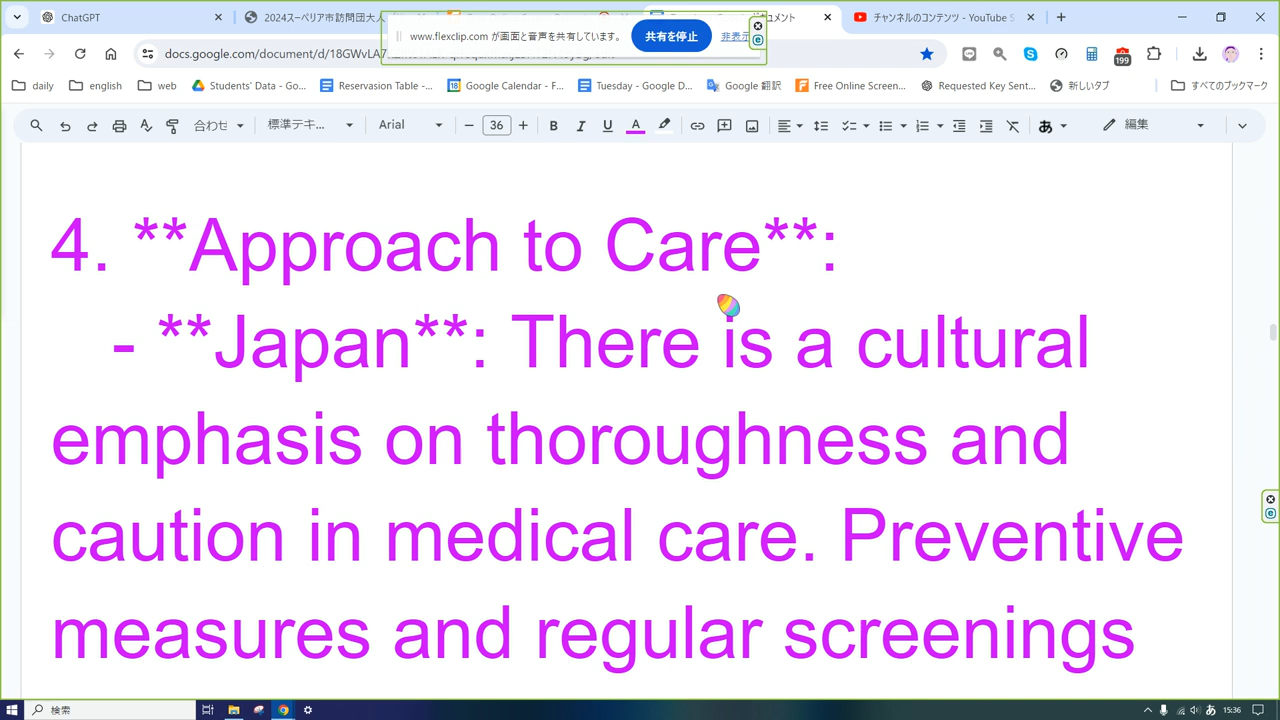 ChatGPT
2024スーペリア市訪問団大人
チャンネルのコンテンツ - YouTube S
www.flexclip.com が画面と音声を共有しています。
共有を停止
非表示
docs.google.com/document/d/18GWvLA7
199
daily
english
web
Students' Data - Go...
Reservasion Table -...
Google Calendar - F...
Tuesday - Google D...
Google 翻訳
Free Online Screen...
Requested Key Sent...
新しいタブ
すべてのブックマーク
合わせ
標準テキ...
Arial
36
B
I
U
A
あ
編集
4. **Approach to Care**:
- **Japan**: There is a cultural
emphasis on thoroughness and
caution in medical care. Preventive
measures and regular screenings
検索
あ
15:36